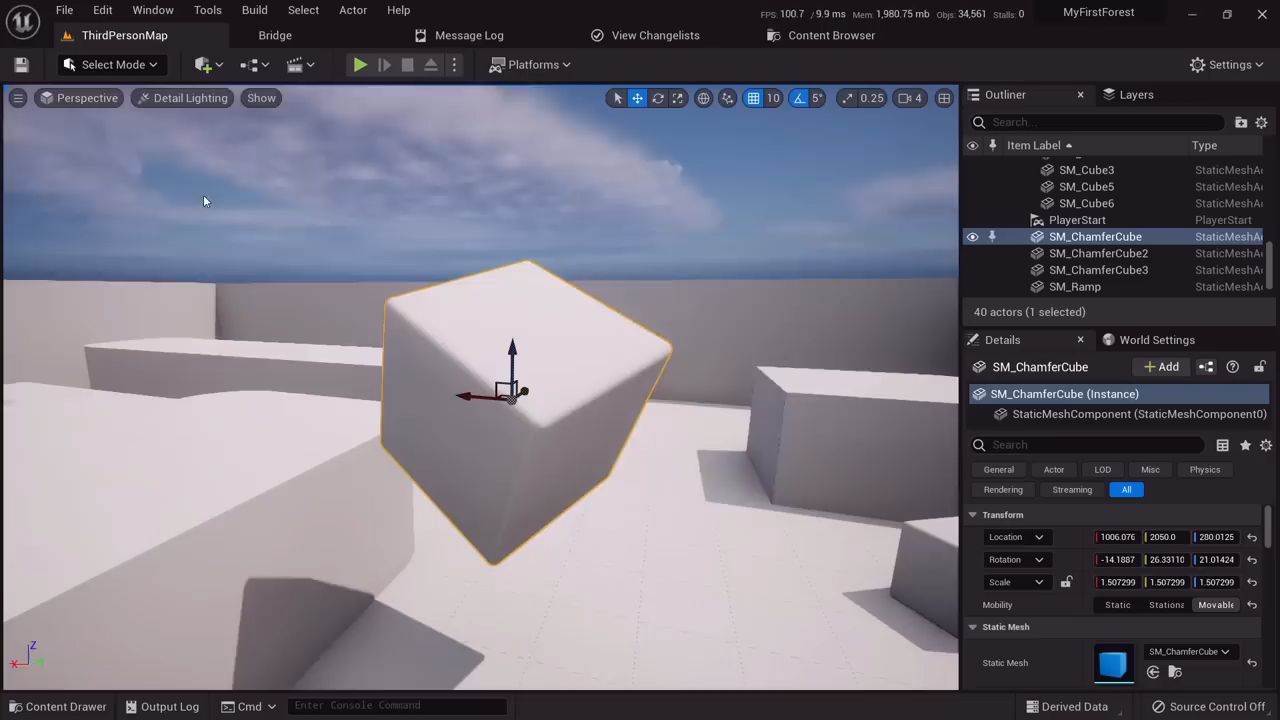 File Edit Window Tools Build Select Actor Help
FPS: 100.7 / 9.9 ms Mem: 1,980.75 mb Objs: 34,561 Stalls: 0
MyFirstForest
ThirdPersonMap
Bridge
Message Log
View Changelists
Content Browser
Select Mode
Platforms
Settings
Perspective
Detail Lighting
Show
10
5°
0.25
4
Outliner
Layers
Search...
Item Label
Type
SM_Cube3 StaticMeshA
SM_Cube5 StaticMeshA
SM_Cube6 StaticMeshA
PlayerStart PlayerStart
SM_ChamferCube StaticMeshA
SM_ChamferCube2 StaticMeshA
SM_ChamferCube3 StaticMeshA
SM_Ramp StaticMeshA
40 actors (1 selected)
Details
World Settings
SM_ChamferCube
Add
SM_ChamferCube (Instance)
StaticMeshComponent (StaticMeshComponent0)
Search
General Actor LOD Misc Physics
Rendering Streaming All
Transform
Location 1006.076 2050.0 280.0125
Rotation -14.1887 26.33110 21.01424
Scale 1.507299 1.507299 1.507299
Mobility Static Stationa Movable
Static Mesh
Static Mesh SM_ChamferCube
Z
X
Content Drawer
Output Log
Cmd
Enter Console Command
Derived Data
Source Control Off